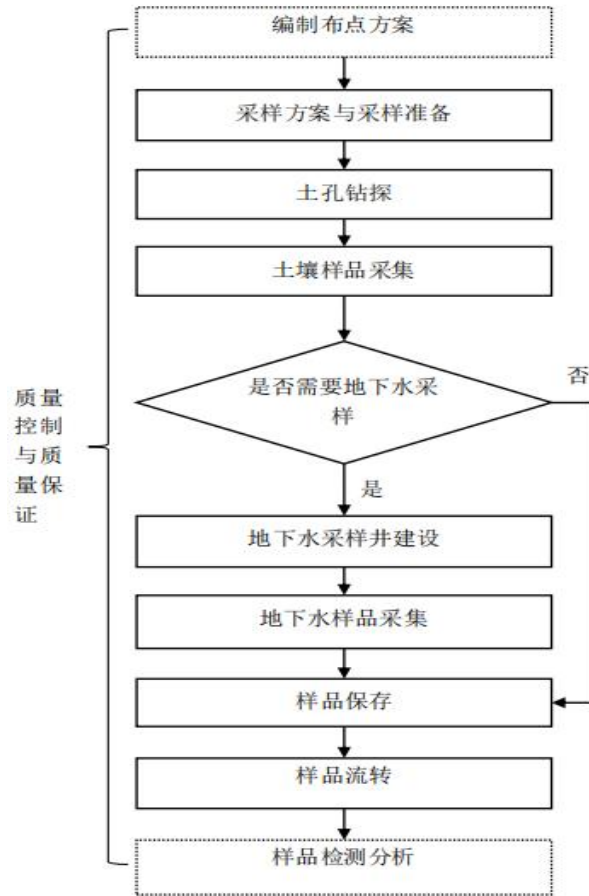 编制布点方案
采样方案与采样准备
土孔钻探
土壤样品采集
是否需要地下水采
样
否
是
质量
控制
与质
量保
证
地下水采样井建设
地下水样品采集
样品保存
样品流转
样品检测分析